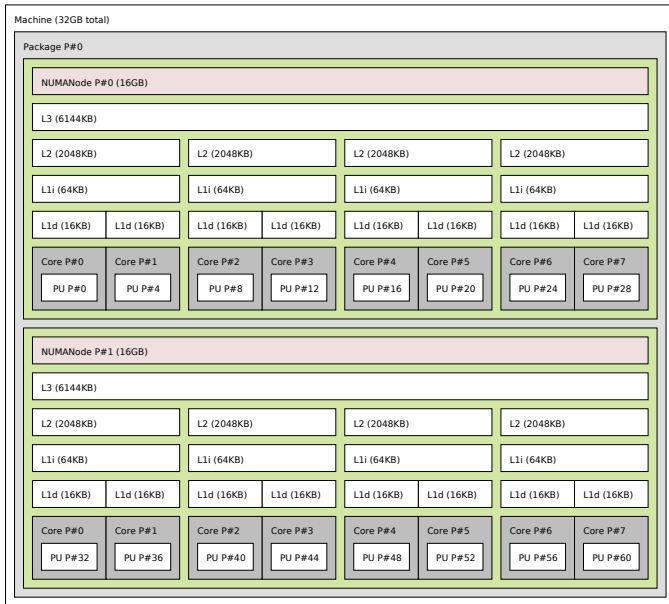 Machine (32GB total)
Package P#0
NUMANode P#0 (16GB)
L3 (6144KB)
L2 (2048KB) L2 (2048KB) L2 (2048KB) L2 (2048KB)
L1i (64KB) L1i (64KB) L1i (64KB) L1i (64KB)
L1d (16KB) L1d (16KB) L1d (16KB) L1d (16KB) L1d (16KB) L1d (16KB) L1d (16KB) L1d (16KB)
Core P#0 Core P#1 Core P#2 Core P#3 Core P#4 Core P#5 Core P#6 Core P#7
PU P#0 PU P#4 PU P#8 PU P#12 PU P#16 PU P#20 PU P#24 PU P#28
NUMANode P#1 (16GB)
L3 (6144KB)
L2 (2048KB) L2 (2048KB) L2 (2048KB) L2 (2048KB)
L1i (64KB) L1i (64KB) L1i (64KB) L1i (64KB)
L1d (16KB) L1d (16KB) L1d (16KB) L1d (16KB) L1d (16KB) L1d (16KB) L1d (16KB) L1d (16KB)
Core P#0 Core P#1 Core P#2 Core P#3 Core P#4 Core P#5 Core P#6 Core P#7
PU P#32 PU P#36 PU P#40 PU P#44 PU P#48 PU P#52 PU P#56 PU P#60